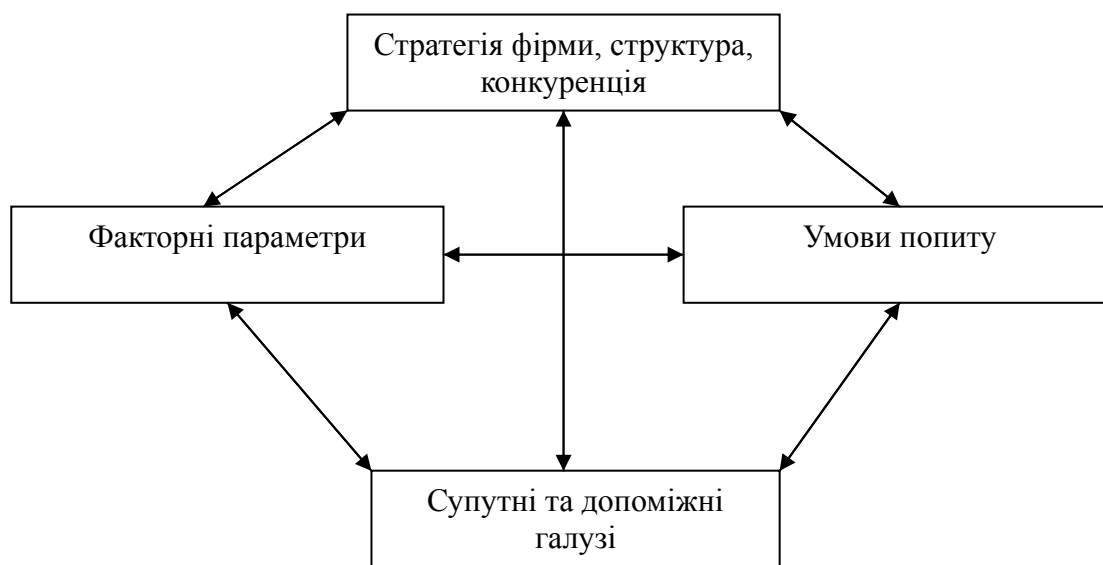 Стратегія фірми, структура,
конкуренція
Факторні параметри
Умови попиту
Супутні та допоміжні
галузі